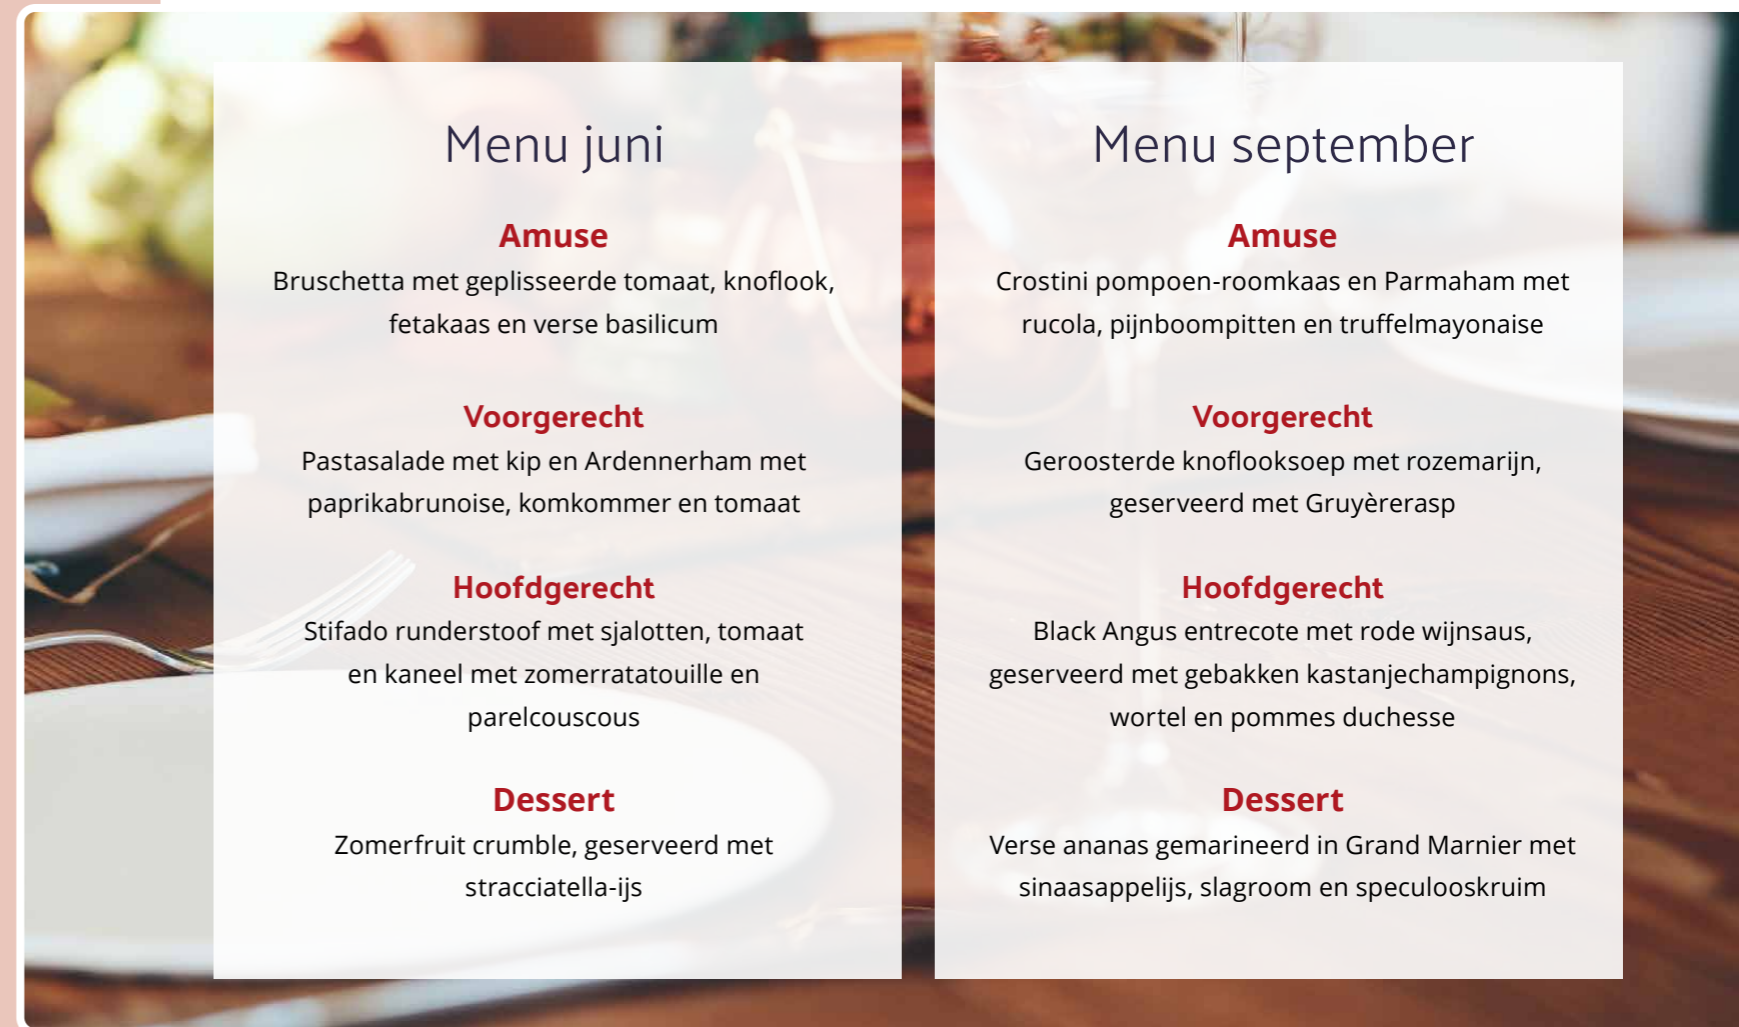 Menu juni
Amuse
Bruschetta met geplisseerde tomaat, knoflook,
fetakaas en verse basilicum
Voorgerecht
Pastasalade met kip en Ardennerham met
paprikabrunoise, komkommer en tomaat
Hoofdgerecht
Stifado runderstoof met sjalotten, tomaat
en kaneel met zomerratatouille en
parelcouscous
Dessert
Zomerfruit crumble, geserveerd met
stracciatella-ijs
Menu september
Amuse
Crostini pompoen-roomkaas en Parmaham met
rucola, pijnboompitten en truffelmayonaise
Voorgerecht
Geroosterde knoflooksoep met rozemarijn,
geserveerd met Gruyèrerasp
Hoofdgerecht
Black Angus entrecote met rode wijnsaus,
geserveerd met gebakken kastanjechampignons,
wortel en pommes duchesse
Dessert
Verse ananas gemarineerd in Grand Marnier met
sinaasappelijs, slagroom en speculooskruim